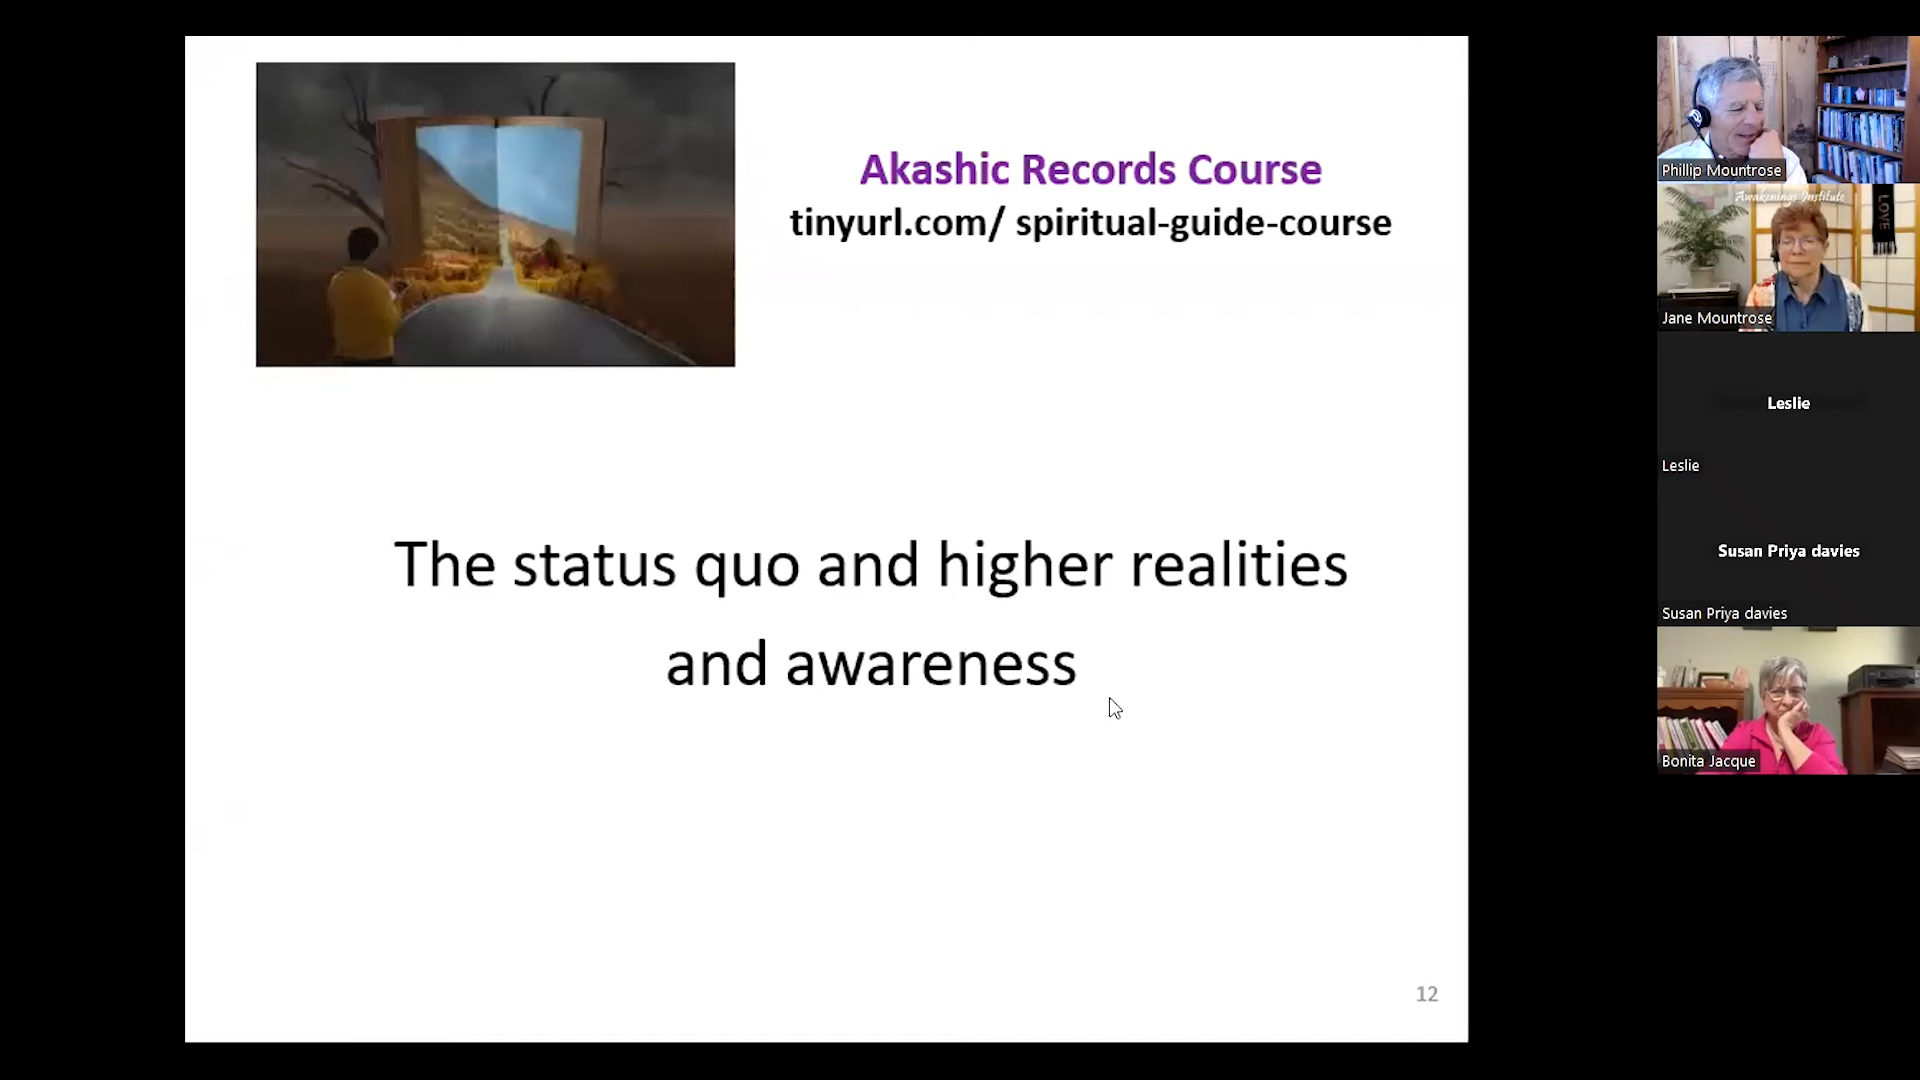 Akashic Records Course
tinyurl.com/ spiritual-guide-course
The status quo and higher realities
and awareness
12
Phillip Mountrose
Awakenings Institute
LOVE
Jane Mountrose
Leslie
Leslie
Susan Priya davies
Susan Priya davies
Bonita Jacque